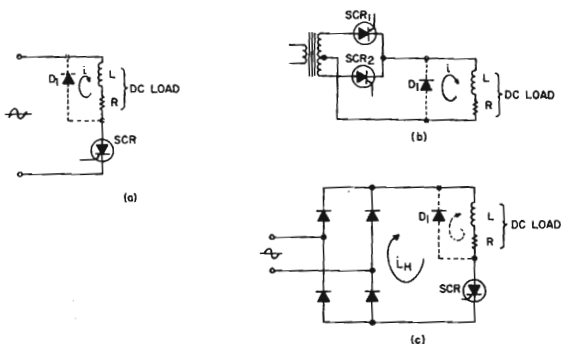 D1
i
L
R
DC LOAD
SCR
(a)
SCR1
SCR2
D1
i
L
R
DC LOAD
(b)
D1
L
R
DC LOAD
iH
SCR
(c)